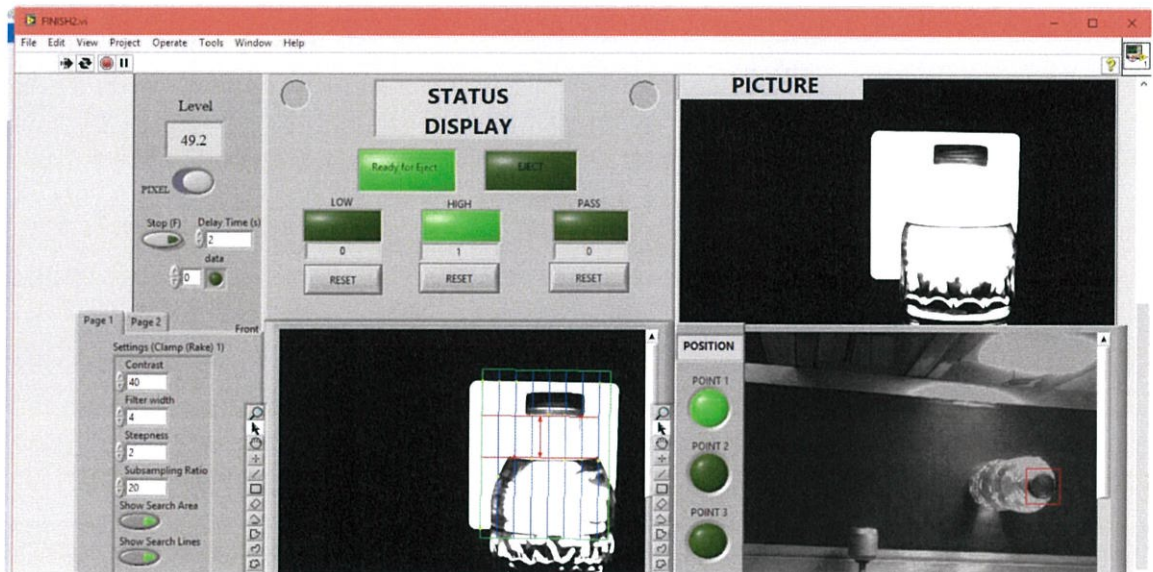 FINISH2.vi
File Edit View Project Operate Tools Window Help
Level
49.2
PIXEL
Stop (F) Delay Time (s)
2
data
0
STATUS
DISPLAY
Ready for Eject EJECT
LOW HIGH PASS
0 1 0
RESET RESET RESET
PICTURE
Page 1 Page 2
Front
Settings (Clamp (Rake) 1)
Contrast
40
Filter width
4
Steepness
2
Subsampling Ratio
20
Show Search Area
Show Search Lines
POSITION
POINT 1
POINT 2
POINT 3